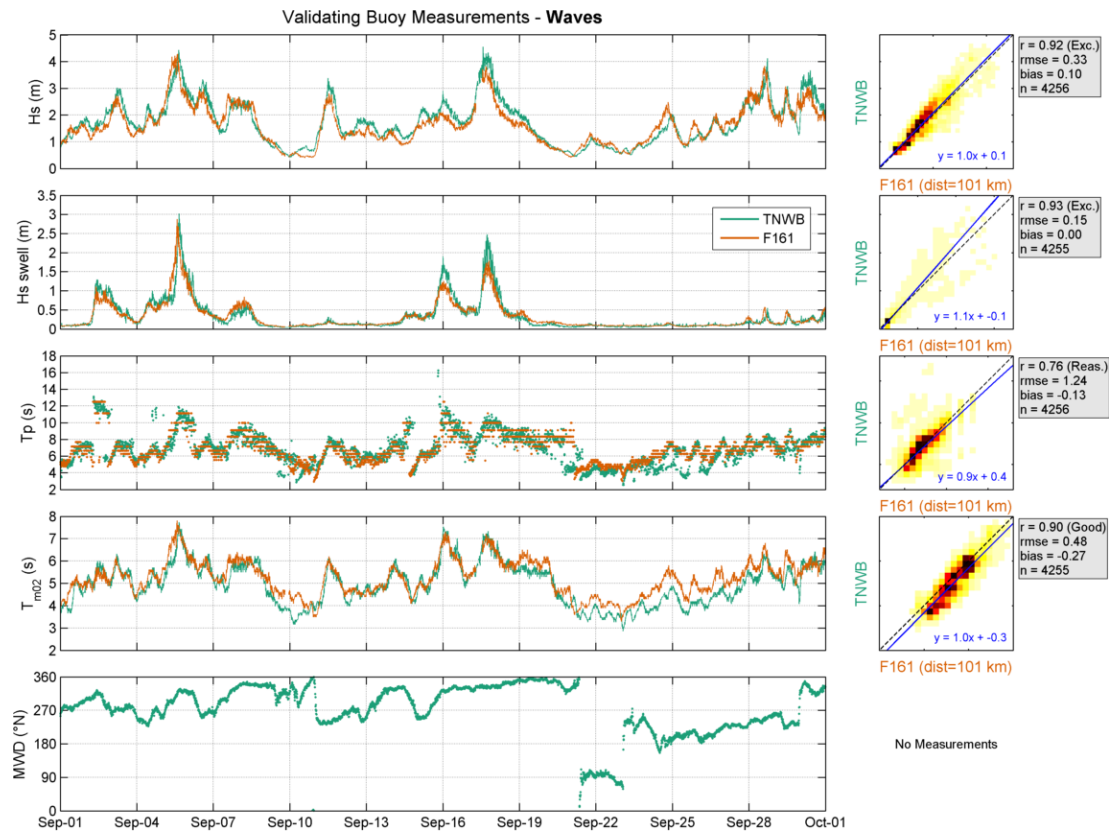 Validating Buoy Measurements - Waves
5
4
3
2
1
0
Hs (m)
TNWB
r = 0.92 (Exc.)
rmse = 0.33
bias = 0.10
n = 4256
y = 1.0x + 0.1
F161 (dist=101 km)
3.5
3
2.5
2
1.5
1
0.5
0
Hs swell (m)
TNWB
F161
TNWB
r = 0.93 (Exc.)
rmse = 0.15
bias = 0.00
n = 4255
y = 1.1x + -0.1
F161 (dist=101 km)
18
16
14
12
10
8
6
4
2
Tp (s)
TNWB
r = 0.76 (Reas.)
rmse = 1.24
bias = -0.13
n = 4256
y = 0.9x + 0.4
F161 (dist=101 km)
8
7
6
5
4
3
2
Tm02 (s)
TNWB
r = 0.90 (Good)
rmse = 0.48
bias = -0.27
n = 4255
y = 1.0x + -0.3
F161 (dist=101 km)
360
270
180
90
0
MWD (°N)
No Measurements
Sep-01 Sep-04 Sep-07 Sep-10 Sep-13 Sep-16 Sep-19 Sep-22 Sep-25 Sep-28 Oct-01